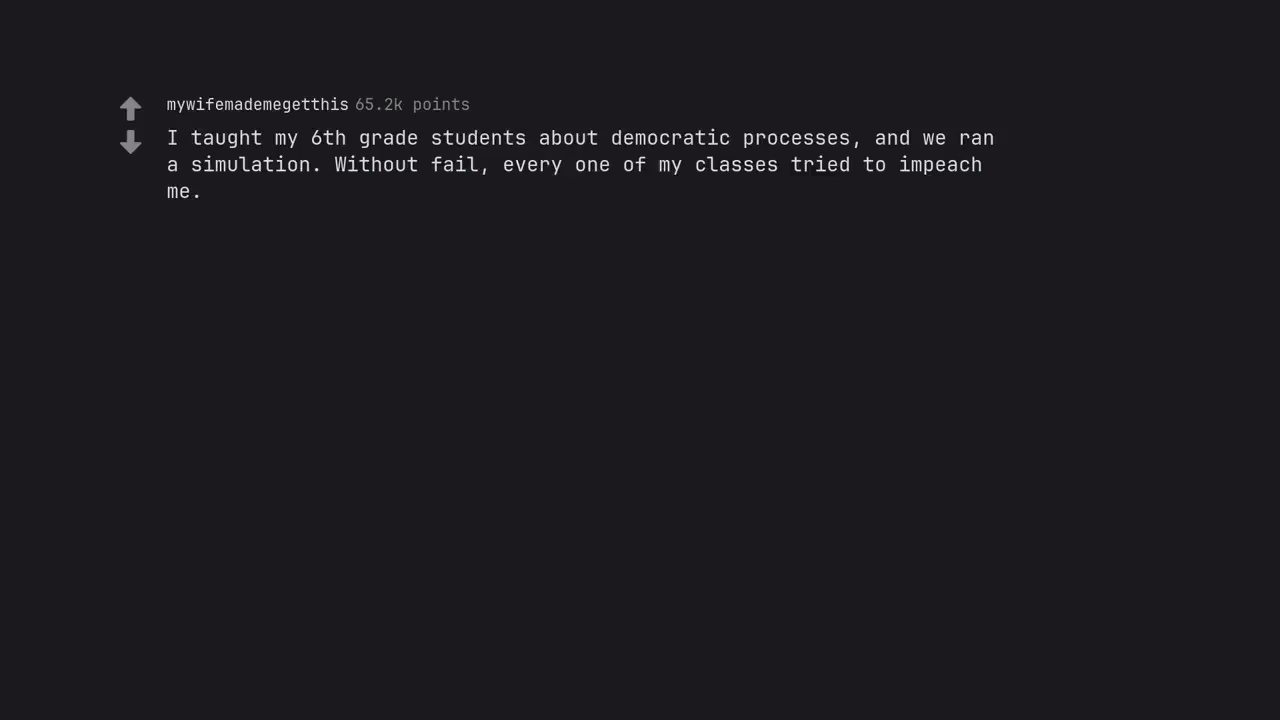 mywifemademegetthis 65.2k points
I taught my 6th grade students about democratic processes, and we ran
a simulation. Without fail, every one of my classes tried to impeach
me.